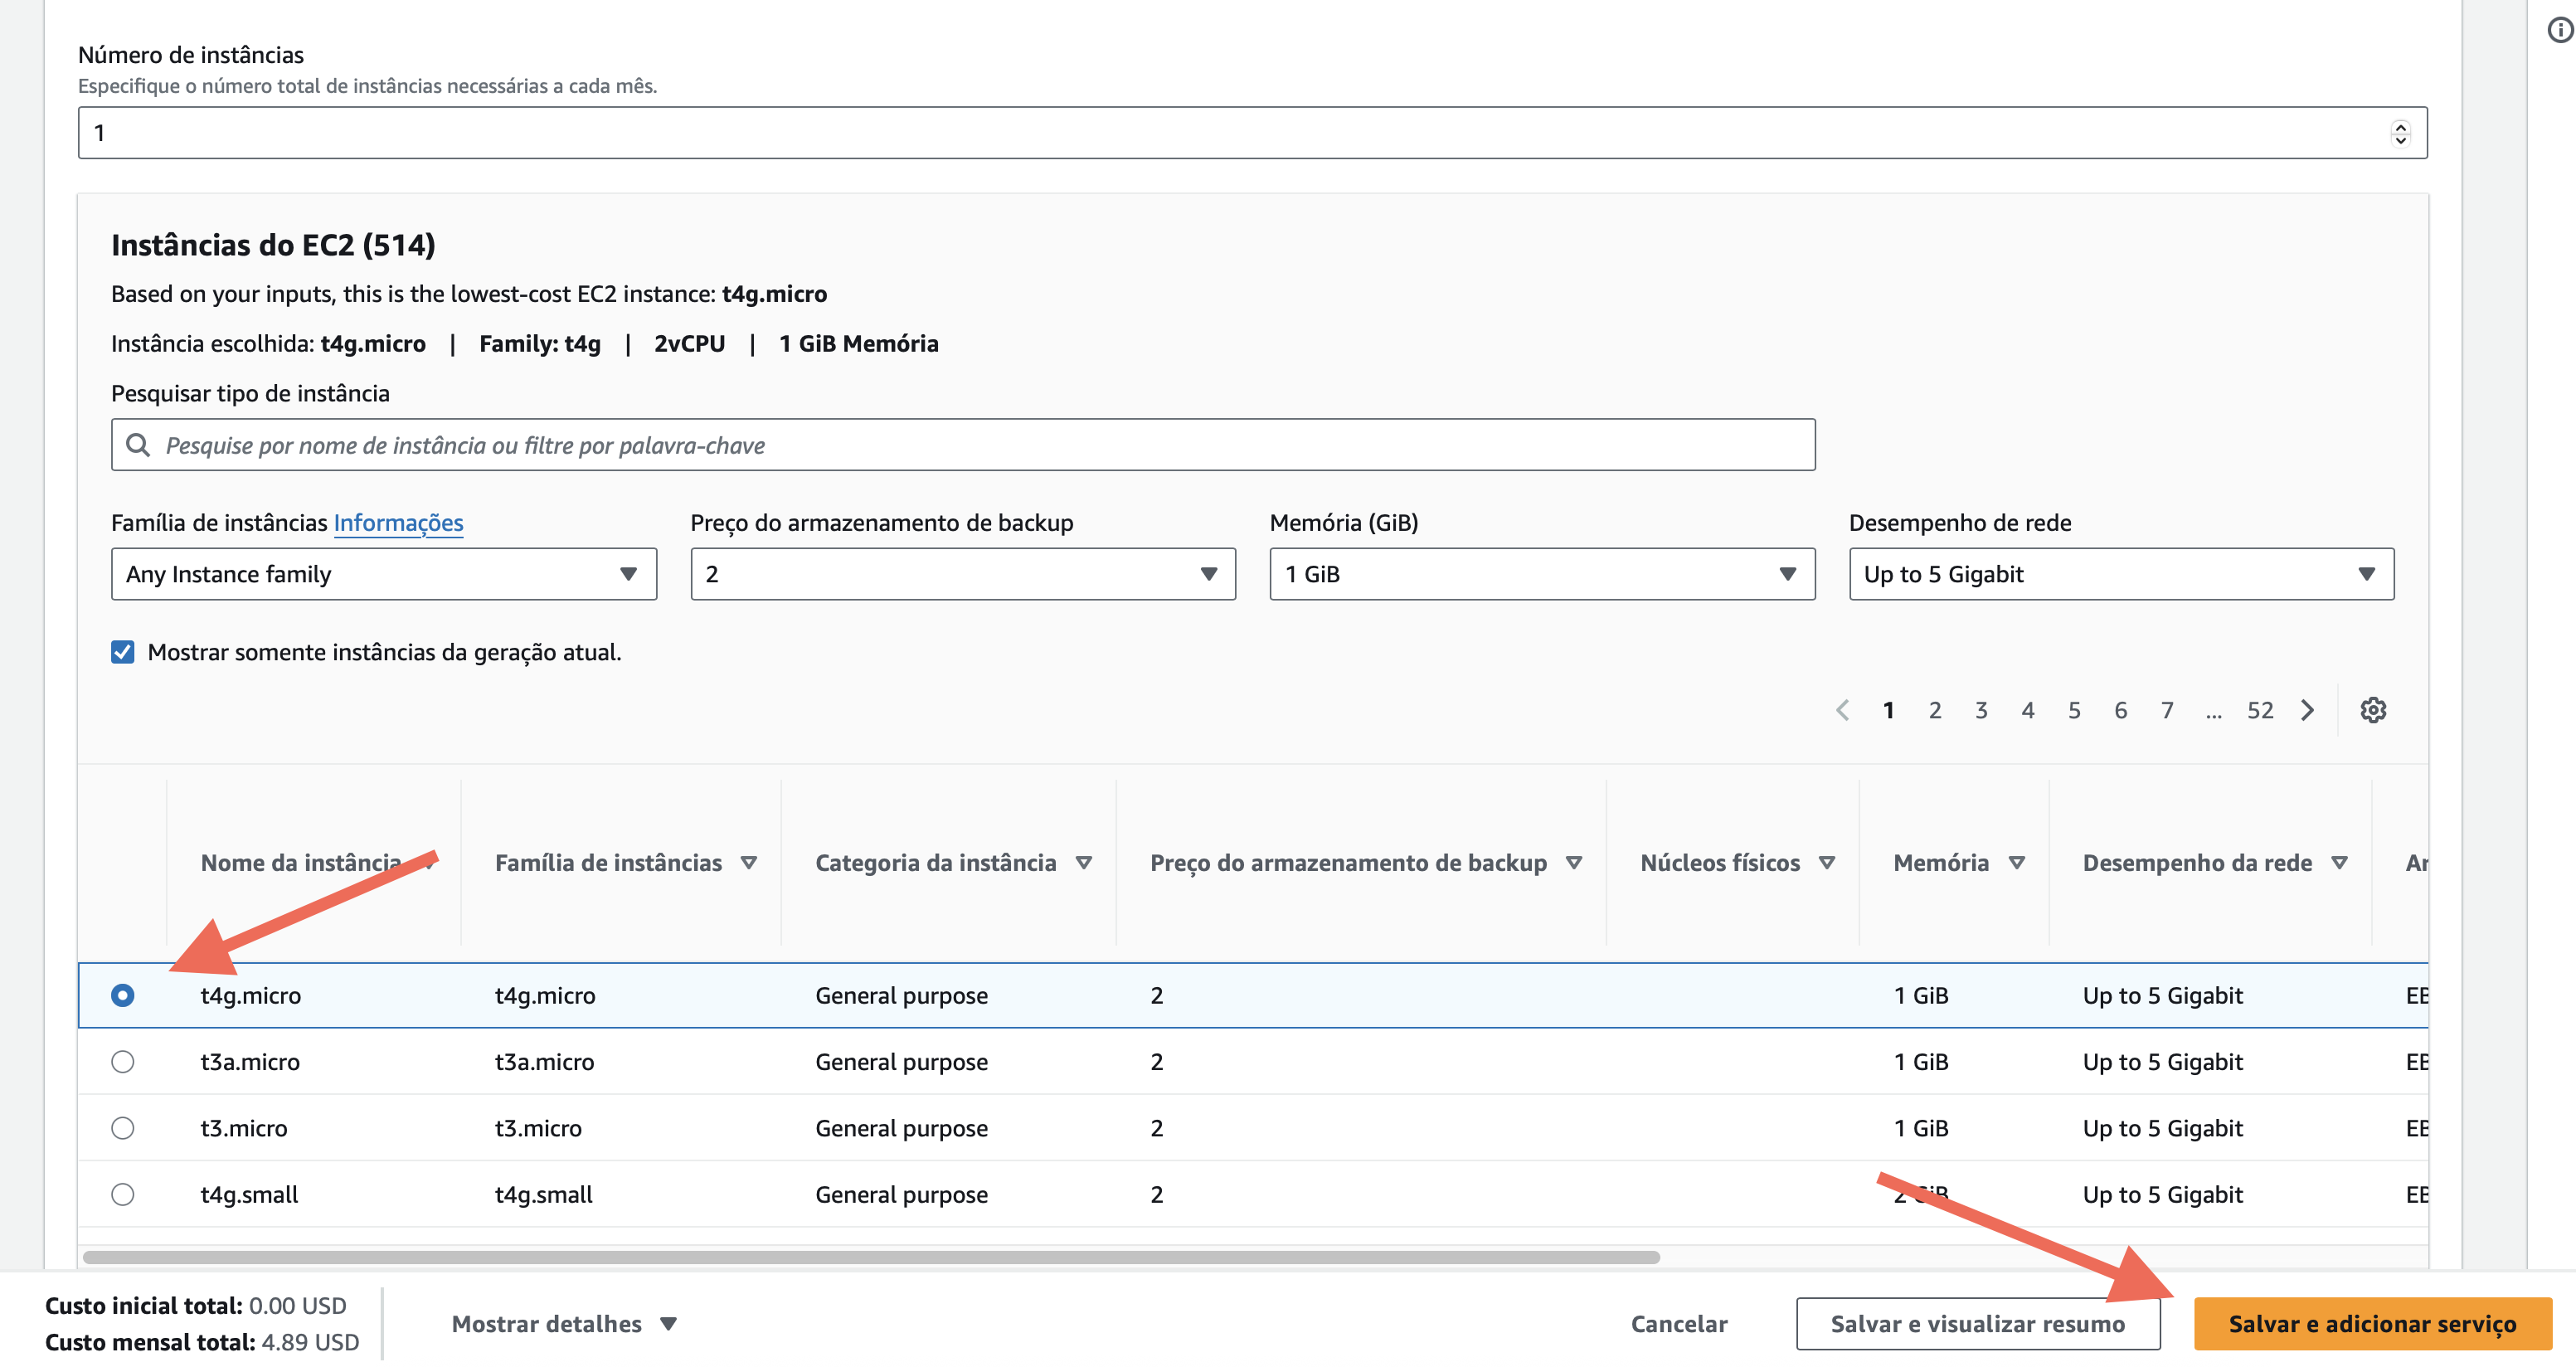 Número de instâncias
Especifique o número total de instâncias necessárias a cada mês.
1
Instâncias do EC2 (514)
Based on your inputs, this is the lowest-cost EC2 instance: t4g.micro
Instância escolhida: t4g.micro | Family: t4g | 2vCPU | 1 GiB Memória
Pesquisar tipo de instância
Pesquise por nome de instância ou filtre por palavra-chave
Família de instâncias Informações Preço do armazenamento de backup Memória (GiB) Desempenho de rede
Any Instance family 2 1 GiB Up to 5 Gigabit
Mostrar somente instâncias da geração atual.
1 2 3 4 5 6 7 ... 52
Nome da instância Família de instâncias Categoria da instância Preço do armazenamento de backup Núcleos físicos Memória Desempenho da rede
t4g.micro t4g.micro General purpose 2 1 GiB Up to 5 Gigabit
t3a.micro t3a.micro General purpose 2 1 GiB Up to 5 Gigabit
t3.micro t3.micro General purpose 2 1 GiB Up to 5 Gigabit
t4g.small t4g.small General purpose 2 2 GiB Up to 5 Gigabit
Custo inicial total: 0.00 USD
Custo mensal total: 4.89 USD
Mostrar detalhes
Cancelar
Salvar e visualizar resumo
Salvar e adicionar serviço